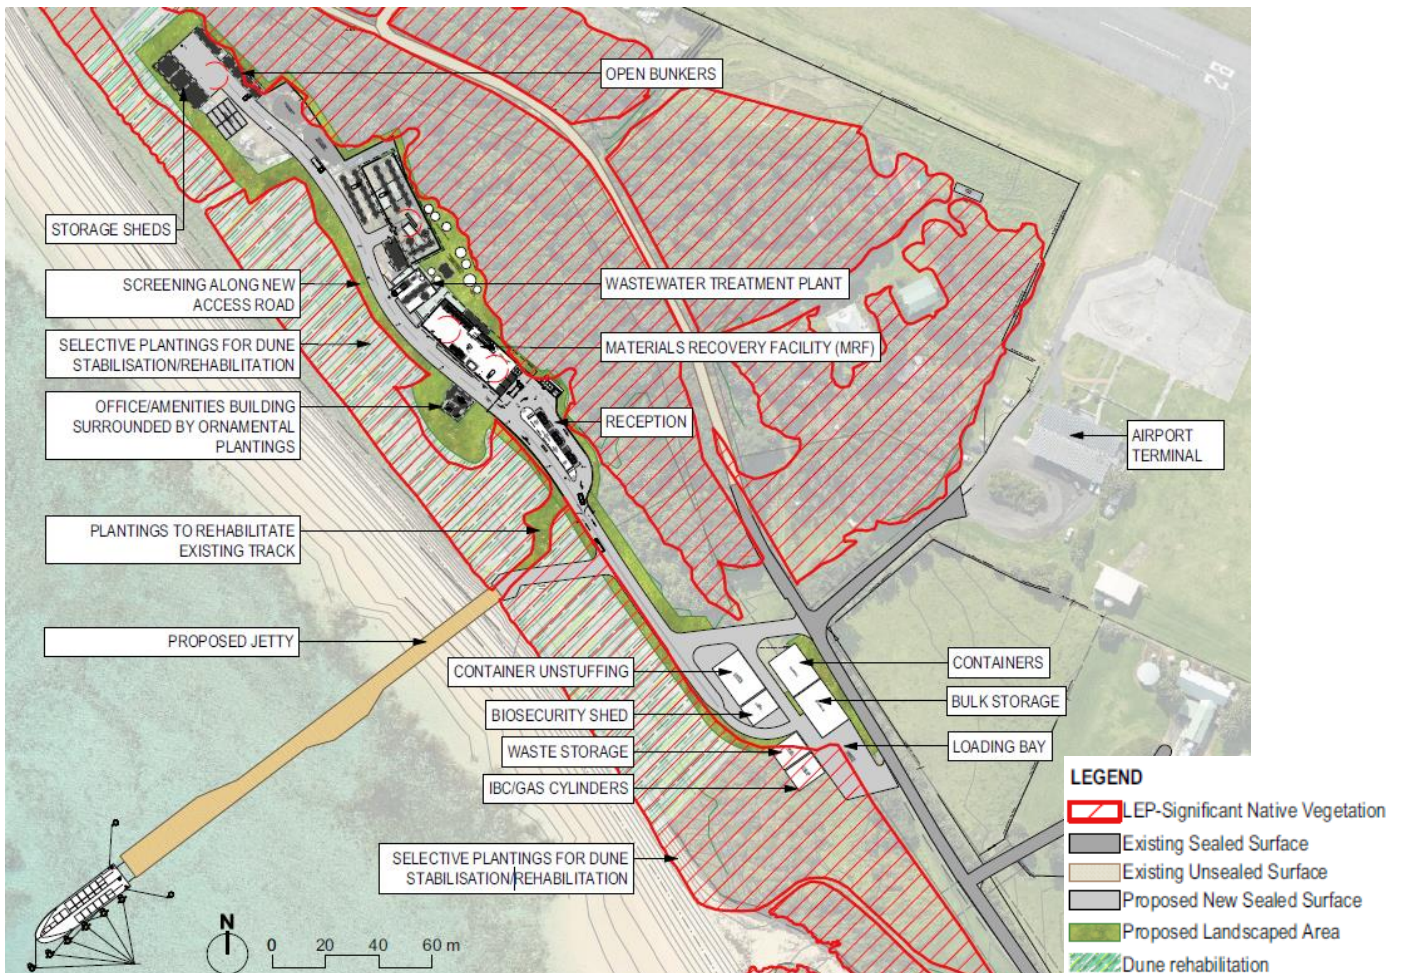 28
OPEN BUNKERS
STORAGE SHEDS
SCREENING ALONG NEW
ACCESS ROAD
WASTEWATER TREATMENT PLANT
SELECTIVE PLANTINGS FOR DUNE
STABILISATION/REHABILITATION
MATERIALS RECOVERY FACILITY (MRF)
OFFICE/AMENITIES BUILDING
SURROUNDED BY ORNAMENTAL
PLANTINGS
RECEPTION
AIRPORT
TERMINAL
PLANTINGS TO REHABILITATE
EXISTING TRACK
PROPOSED JETTY
CONTAINER UNSTUFFING
CONTAINERS
BIOSECURITY SHED
BULK STORAGE
WASTE STORAGE
LOADING BAY
IBC/GAS CYLINDERS
SELECTIVE PLANTINGS FOR DUNE
STABILISATION/REHABILITATION
N
0 20 40 60 m
LEGEND
LEP-Significant Native Vegetation
Existing Sealed Surface
Existing Unsealed Surface
Proposed New Sealed Surface
Proposed Landscaped Area
Dune rehabilitation